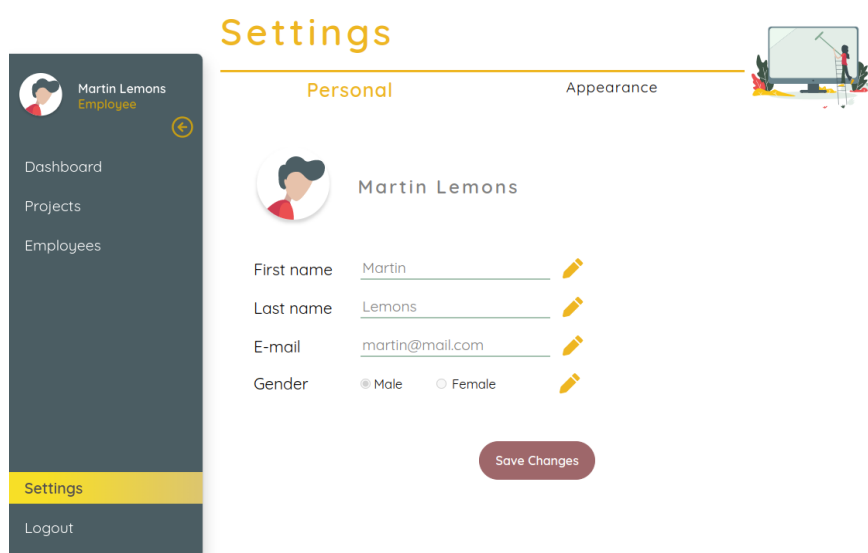 Settings
Martin Lemons
Employee
Personal
Appearance
Dashboard
Projects
Employees
Settings
Logout
Martin Lemons
First name Martin
Last name Lemons
E-mail martin@mail.com
Gender Male Female
Save Changes